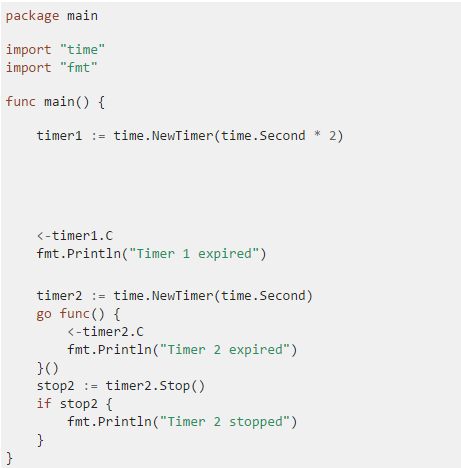 package main
import "time"
import "fmt"
func main() {
    timer1 := time.NewTimer(time.Second * 2)
    <-timer1.C
    fmt.Println("Timer 1 expired")
    timer2 := time.NewTimer(time.Second)
    go func() {
        <-timer2.C
        fmt.Println("Timer 2 expired")
    }()
    stop2 := timer2.Stop()
    if stop2 {
        fmt.Println("Timer 2 stopped")
    }
}